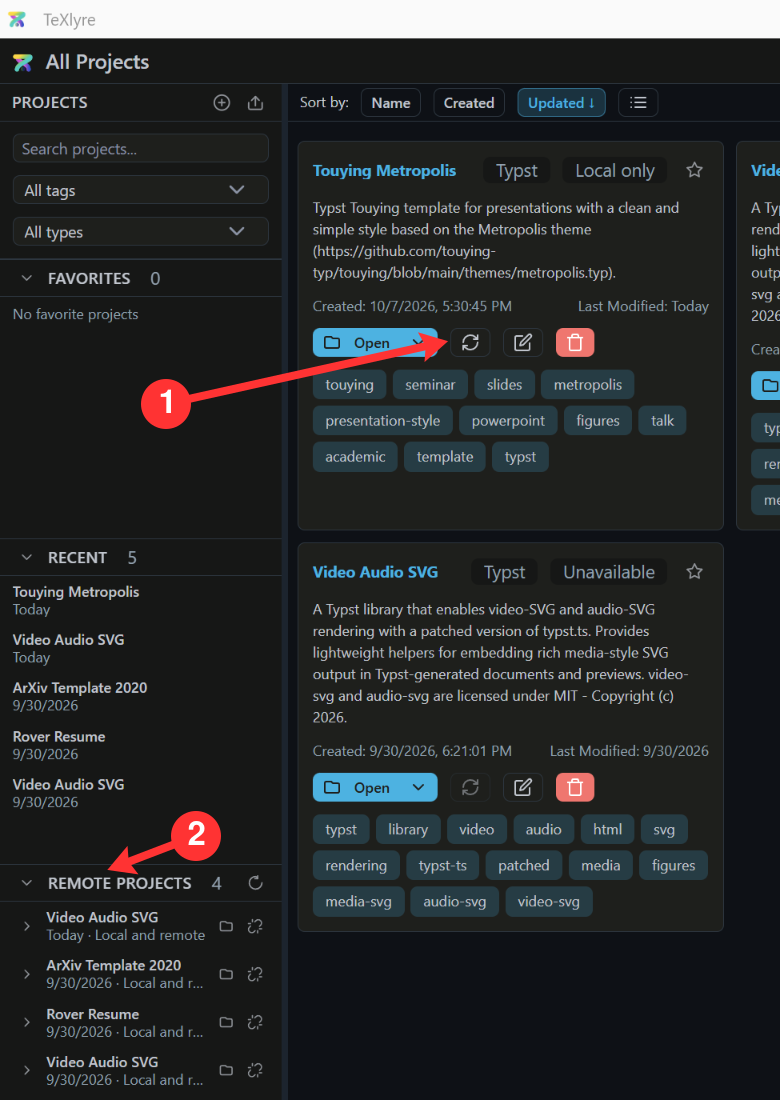 TeXlyre
All Projects
PROJECTS
Search projects...
All tags
All types
FAVORITES 0
No favorite projects
RECENT 5
Touying Metropolis
Today
Video Audio SVG
Today
ArXiv Template 2020
9/30/2026
Rover Resume
9/30/2026
Video Audio SVG
9/30/2026
REMOTE PROJECTS 4
Video Audio SVG
Today · Local and remote
ArXiv Template 2020
9/30/2026 · Local and r...
Rover Resume
9/30/2026 · Local and r...
Video Audio SVG
9/30/2026 · Local and r...
1
2
Sort by: Name Created Updated ↓
Touying Metropolis Typst Local only
Typst Touying template for presentations with a clean and
simple style based on the Metropolis theme
(https://github.com/touying-
typ/touying/blob/main/themes/metropolis.typ).
Created: 10/7/2026, 5:30:45 PM Last Modified: Today
Open
touying seminar slides metropolis
presentation-style powerpoint figures talk
academic template typst
Video Audio SVG Typst Unavailable
A Typst library that enables video-SVG and audio-SVG
rendering with a patched version of typst.ts. Provides
lightweight helpers for embedding rich media-style SVG
output in Typst-generated documents and previews. video-
svg and audio-svg are licensed under MIT - Copyright (c)
2026.
Created: 9/30/2026, 6:21:01 PM Last Modified: 9/30/2026
Open
typst library video audio html svg
rendering typst-ts patched media figures
media-svg audio-svg video-svg
Vide
A Ty
rend
light
outp
svg a
2026
Crea
typ
ren
me